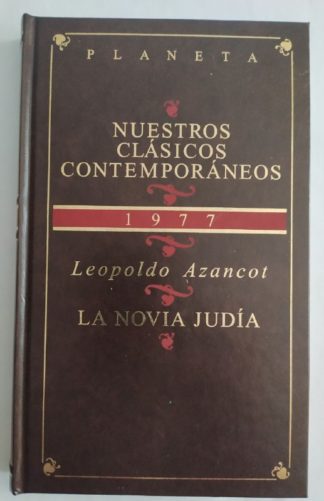 PLANETA
NUESTROS
CLÁSICOS
CONTEMPORÁNEOS
1977
Leopoldo Azancot
LA NOVIA JUDÍA